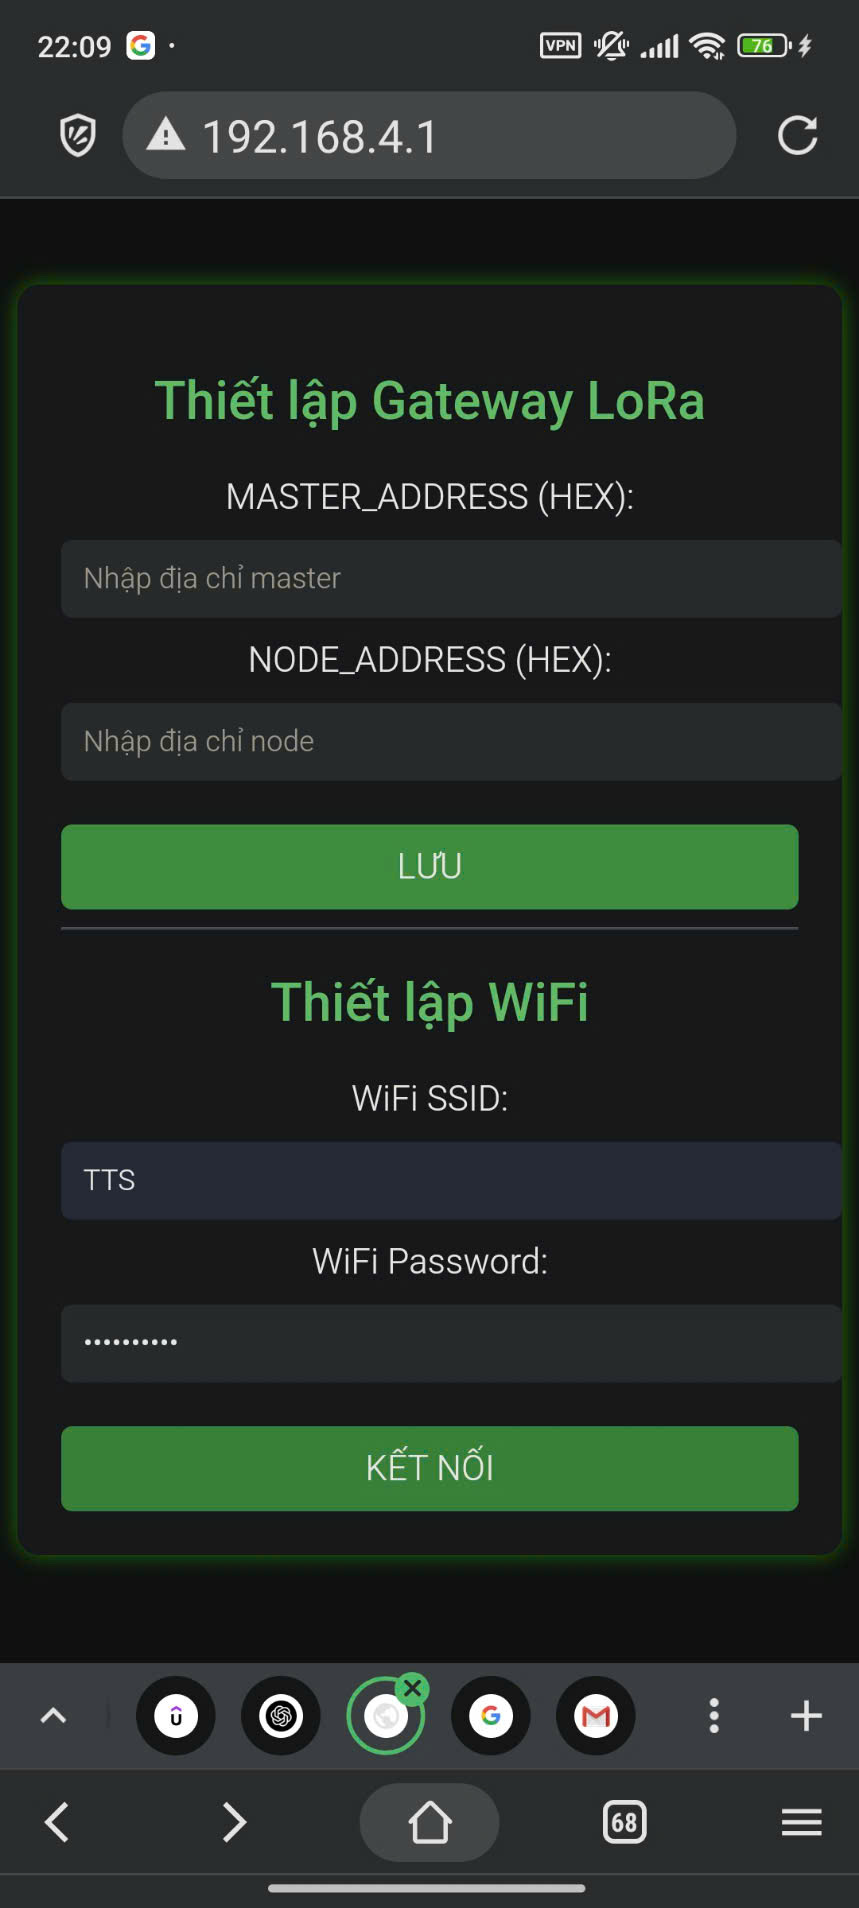 22:09
VPN
76
192.168.4.1
Thiết lập Gateway LoRa
MASTER_ADDRESS (HEX):
Nhập địa chỉ master
NODE_ADDRESS (HEX):
Nhập địa chỉ node
LƯU
Thiết lập WiFi
WiFi SSID:
TTS
WiFi Password:
••••••••••
KẾT NỐI
68